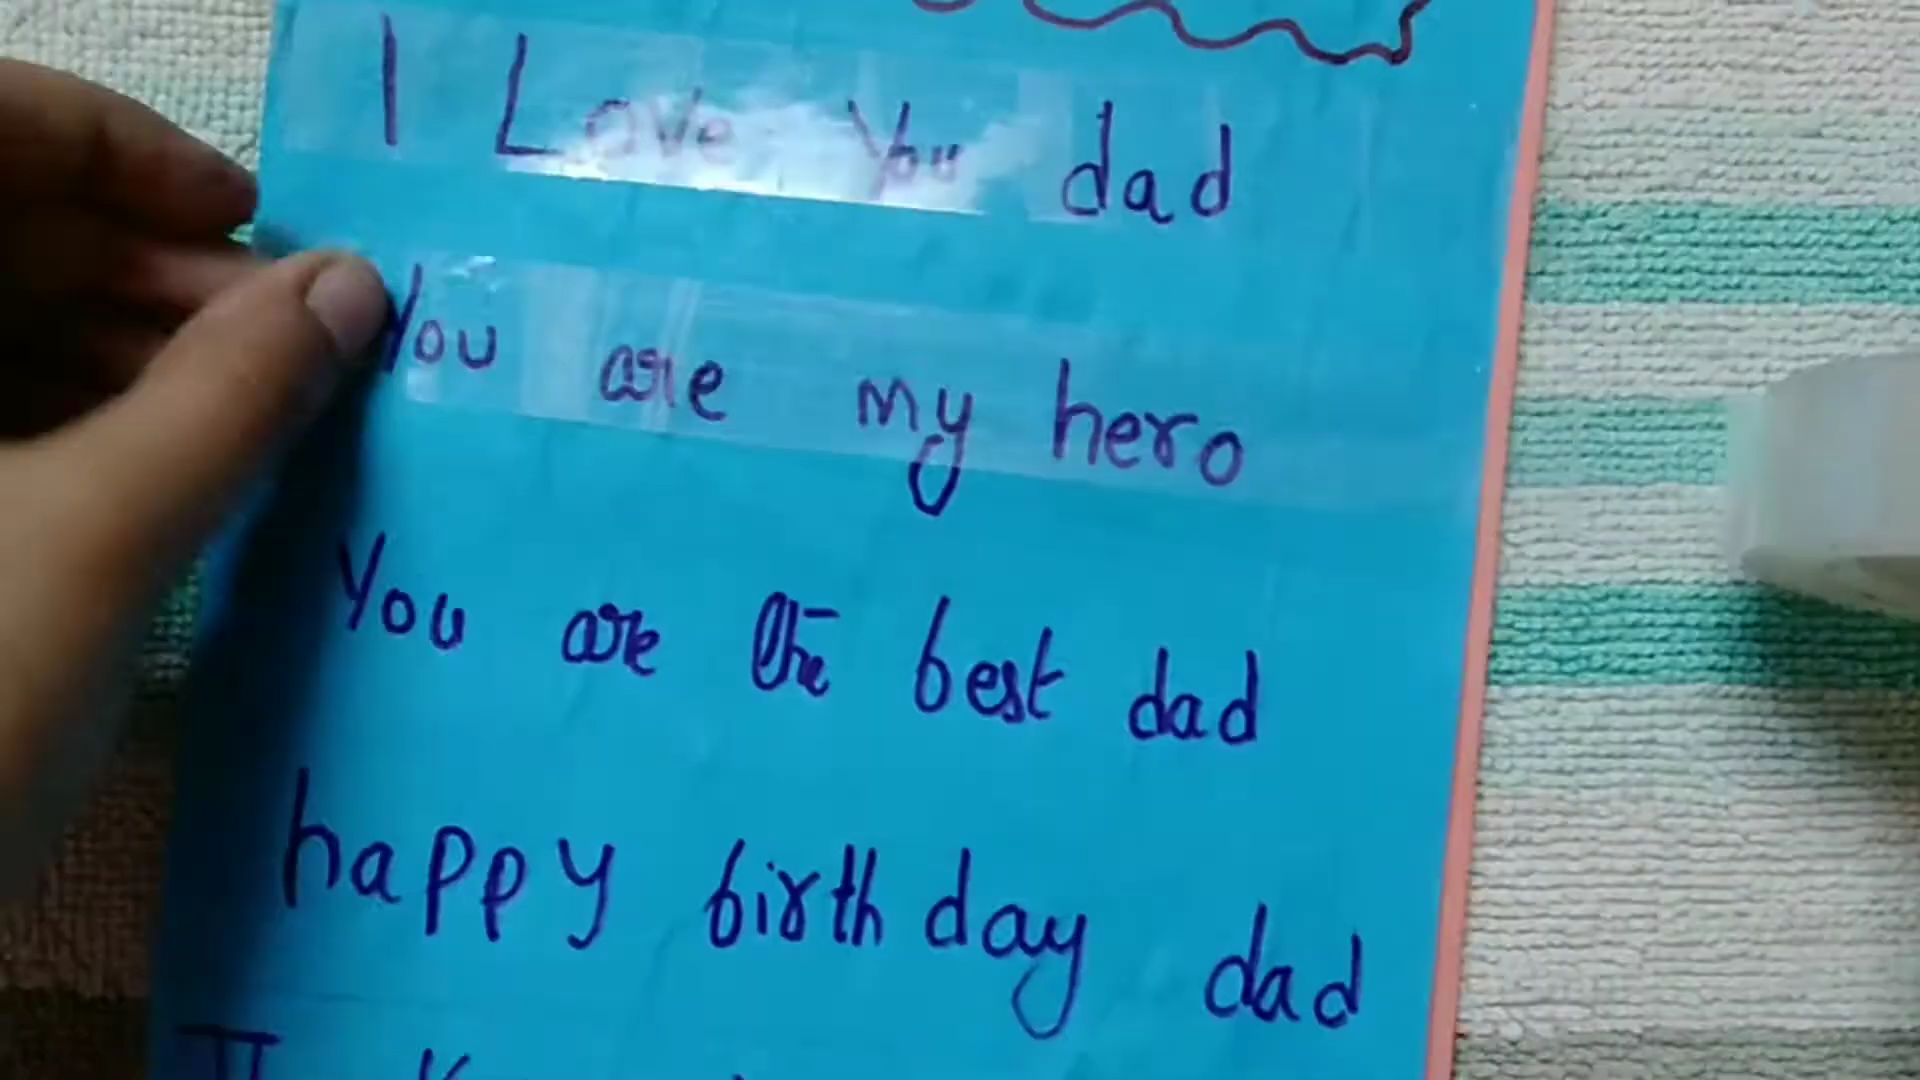 I Love you dad
You are my hero
You are the best dad
happy birthday dad